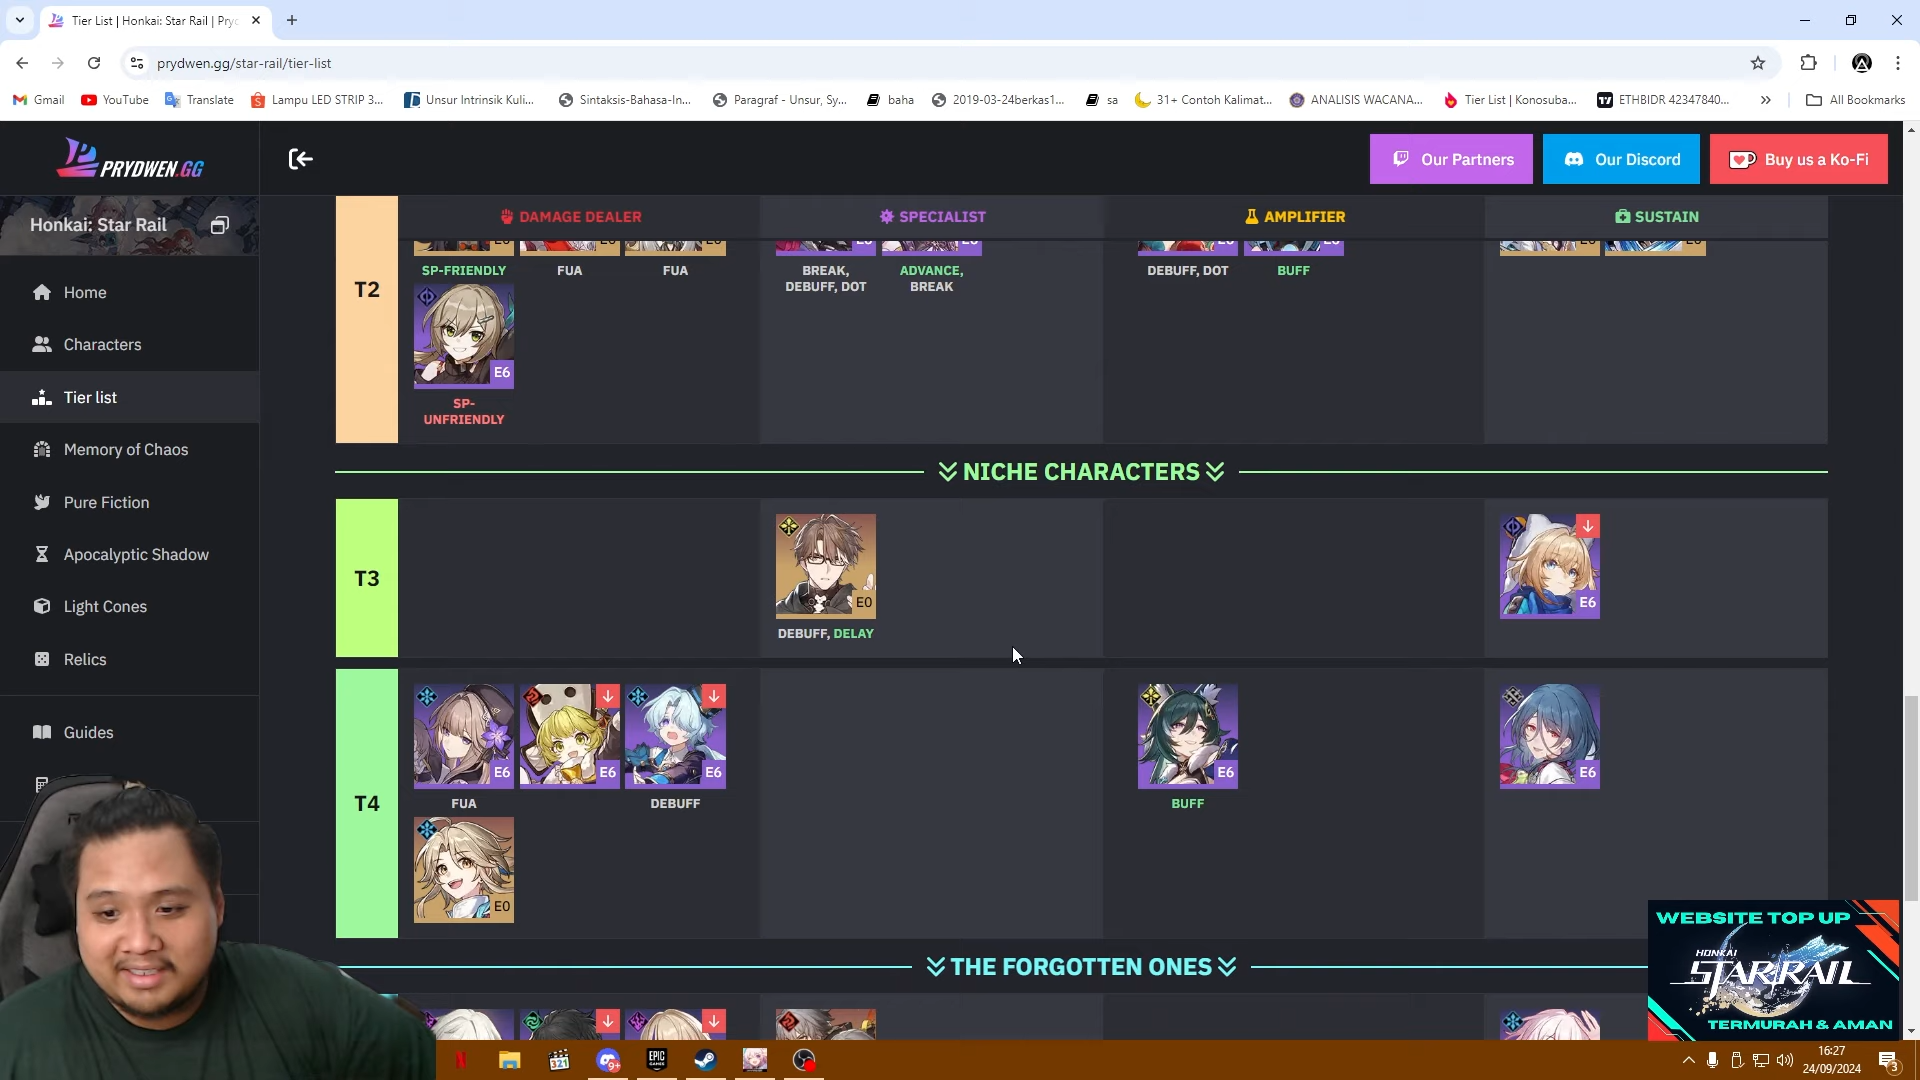 Tier List | Honkai: Star Rail | Pry
prydwen.gg/star-rail/tier-list
Gmail
YouTube
Translate
Lampu LED STRIP 3...
Unsur Intrinsik Kuli...
Sintaksis-Bahasa-In...
Paragraf - Unsur, Sy...
baha
2019-03-24berkas1...
sa
31+ Contoh Kalimat...
ANALISIS WACANA...
Tier List | Konosuba...
ETHBIDR 42347840...
All Bookmarks
PRYDWEN.GG
Our Partners
Our Discord
Buy us a Ko-Fi
Honkai: Star Rail
Home
Characters
Tier list
Memory of Chaos
Pure Fiction
Apocalyptic Shadow
Light Cones
Relics
Guides
DAMAGE DEALER
SPECIALIST
AMPLIFIER
SUSTAIN
T2
SP-FRIENDLY
FUA
FUA
BREAK,
DEBUFF, DOT
ADVANCE,
BREAK
DEBUFF, DOT
BUFF
E6
SP-
UNFRIENDLY
NICHE CHARACTERS
T3
E0
DEBUFF, DELAY
E6
T4
E6
FUA
E6
E6
DEBUFF
E0
E6
BUFF
E6
THE FORGOTTEN ONES
WEBSITE TOP UP
HONKAI
STAR RAIL
TERMURAH & AMAN
321
9+
EPIC
GAMES
16:27
24/09/2024
3